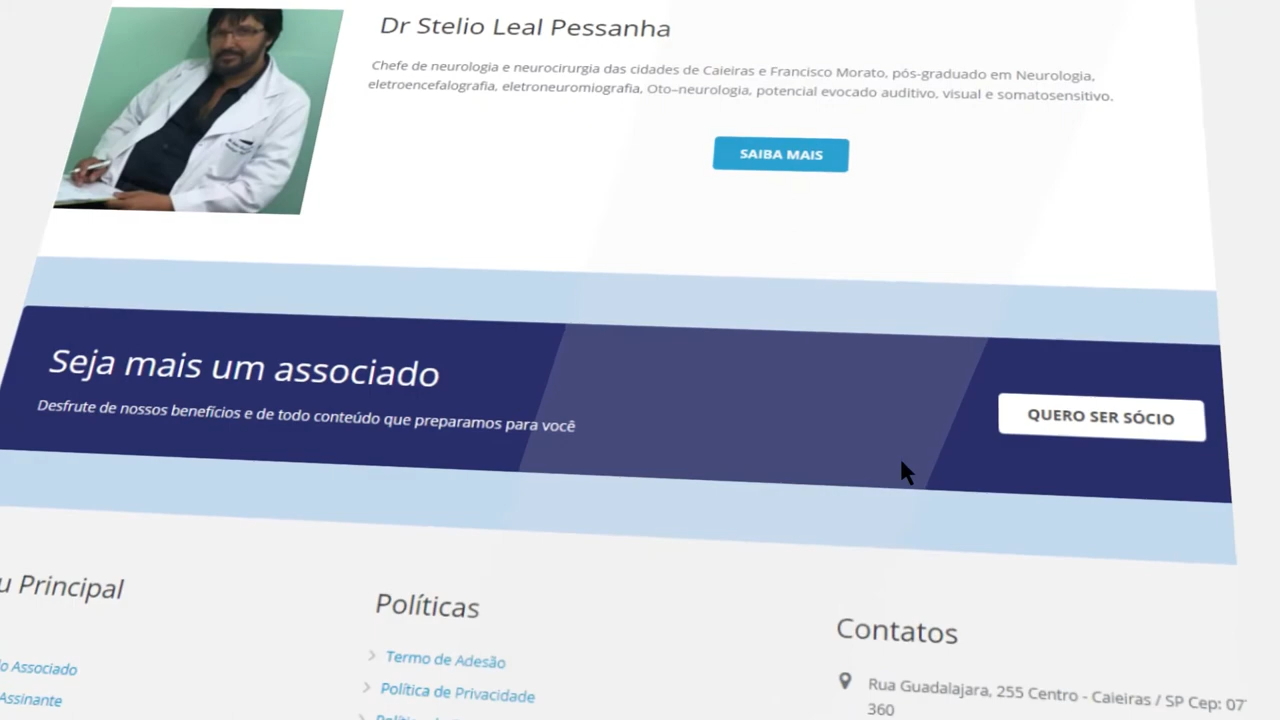 Dr Stelio Leal Pessanha
Chefe de neurologia e neurocirurgia das cidades de Caieiras e Francisco Morato, pós-graduado em Neurologia,
eletroencefalografia, eletroneuromiografia, Oto–neurologia, potencial evocado auditivo, visual e somatosensitivo.
SAIBA MAIS
Seja mais um associado
Desfrute de nossos benefícios e de todo conteúdo que preparamos para você
QUERO SER SÓCIO
Principal
Políticas
Contatos
Associado
Assinante
Termo de Adesão
Política de Privacidade
Rua Guadalajara, 255 Centro - Caieiras / SP Cep: 07
360